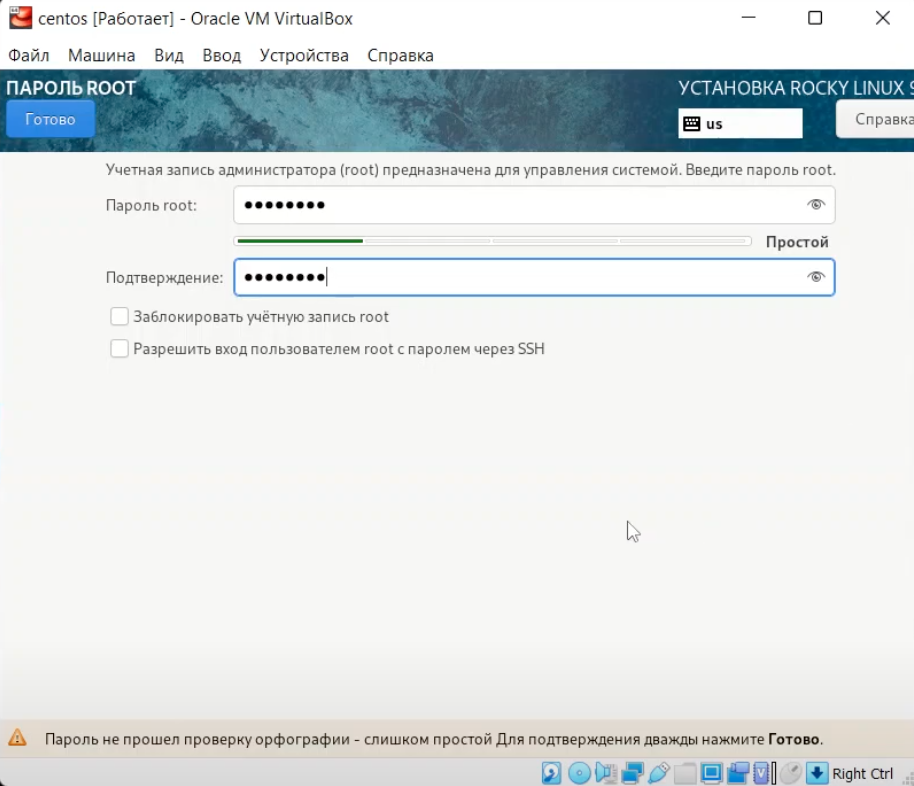 centos [Работает] - Oracle VM VirtualBox
Файл Машина Вид Ввод Устройства Справка
ПАРОЛЬ ROOT
УСТАНОВКА ROCKY LINUX 9
Готово
us
Справка
Учетная запись администратора (root) предназначена для управления системой. Введите пароль root.
Пароль root: ●●●●●●●●
Простой
Подтверждение: ●●●●●●●●
Заблокировать учётную запись root
Разрешить вход пользователем root с паролем через SSH
Пароль не прошел проверку орфографии - слишком простой Для подтверждения дважды нажмите Готово.
Right Ctrl